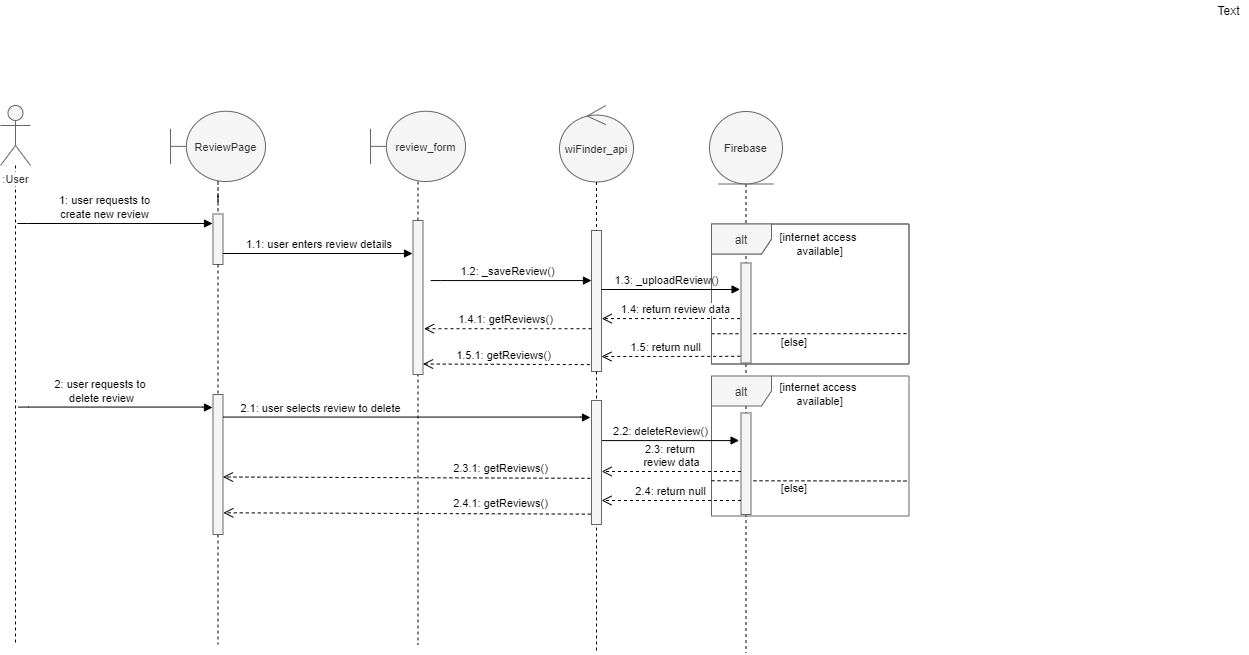 Text
ReviewPage
review_form
wiFinder_api
Firebase
:User
1: user requests to
create new review
1.1: user enters review details
alt
[internet access
available]
1.2: _saveReview()
1.3: _uploadReview()
1.4: return review data
1.4.1: getReviews()
[else]
1.5: return null
1.5.1: getReviews()
2: user requests to
delete review
alt
[internet access
available]
2.1: user selects review to delete
2.2: deleteReview()
2.3: return
review data
2.3.1: getReviews()
[else]
2.4: return null
2.4.1: getReviews()